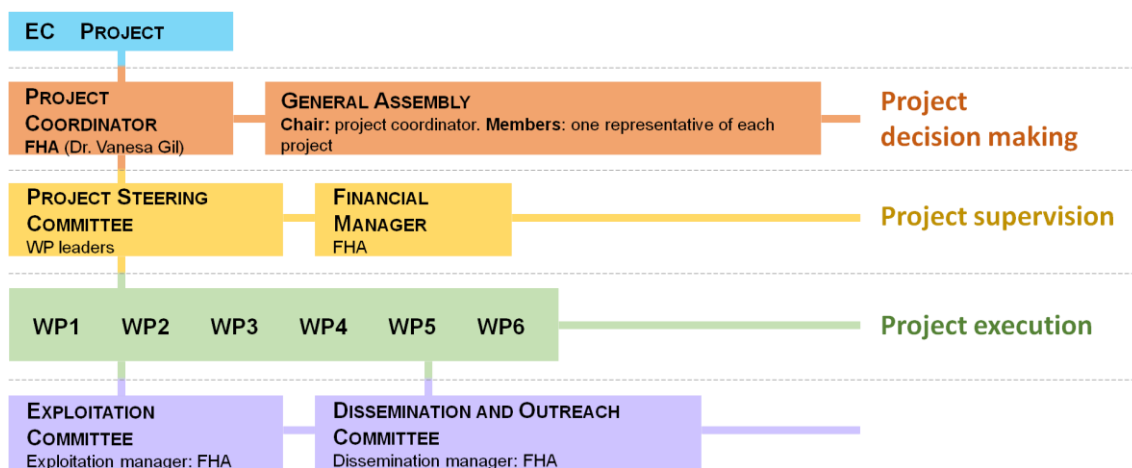 EC PROJECT
PROJECT
COORDINATOR
FHA (Dr. Vanesa Gil)
GENERAL ASSEMBLY
Chair: project coordinator. Members: one representative of each
project
Project
decision making
PROJECT STEERING
COMMITTEE
WP leaders
FINANCIAL
MANAGER
FHA
Project supervision
WP1 WP2 WP3 WP4 WP5 WP6
Project execution
EXPLOITATION
COMMITTEE
Exploitation manager: FHA
DISSEMINATION AND OUTREACH
COMMITTEE
Dissemination manager: FHA